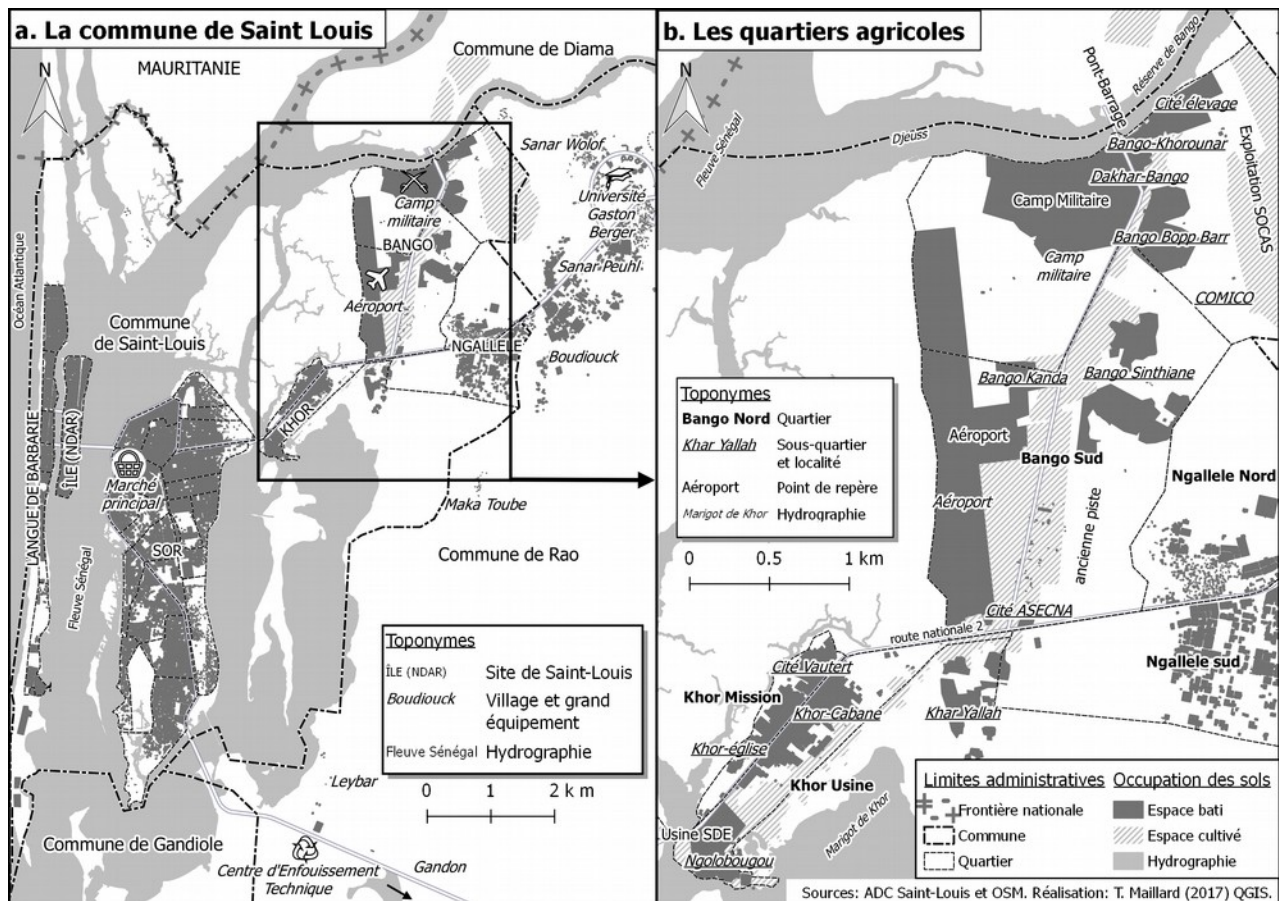 a. La commune de Saint Louis
N
MAURITANIE
Commune de Diama
Océan Atlantique
Commune
de Saint-Louis
LANGUE DE BARBARIE
ÎLE (NDAR)
Marché
principal
SOR
Fleuve Sénégal
KHOR
Camp
militaire
BANGO
Aéroport
Sanar Wolof
Université
Gaston
Berger
Sanar Peuhl
NGALLELE
Boudiouck
Maka Toube
Commune de Rao
Toponymes
ÎLE (NDAR) Site de Saint-Louis
Boudiouck Village et grand
équipement
Fleuve Sénégal Hydrographie
0 1 2 k m
Leybar
Commune de Gandiole
Centre d'Enfouissement
Technique
Gandon
b. Les quartiers agricoles
N
Fleuve Sénégal
Djeuss
Pont-Barrage
Réserve de Bango
Cité élevage
Bango-Khorounar
Dakhar-Bango
Camp Militaire
Exploitation SOCAS
Bango Bopp Barr
Camp
militaire
COMICO
Bango Kanda
Bango Sinthiane
Toponymes
Bango Nord Quartier
Khar Yallah Sous-quartier
et localité
Aéroport Point de repère
Marigot de Khor Hydrographie
0 0.5 1 km
Aéroport
Bango Sud
Ngallele Nord
Aéroport
ancienne piste
Cité ASECNA
route nationale 2
Cité Vautert
Ngallele sud
Khor Mission
Khor-Cabane
Khar Yallah
Khor-église
Khor Usine
Marigot de Khor
Usine SDE
Ngolobougou
Limites administratives
Frontière nationale
Commune
Quartier
Occupation des sols
Espace bati
Espace cultivé
Hydrographie
Sources: ADC Saint-Louis et OSM. Réalisation: T. Maillard (2017) QGIS.